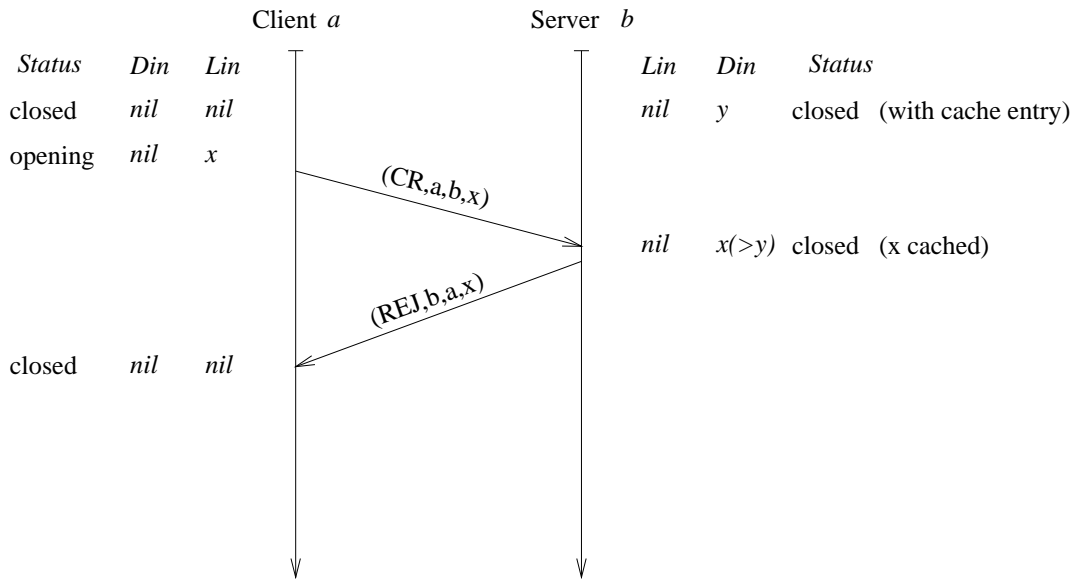 Client a Server b
Status Din Lin Lin Din Status
closed nil nil nil y closed (with cache entry)
opening nil x
(CR,a,b,x)
nil x(>y) closed (x cached)
(REJ,b,a,x)
closed nil nil